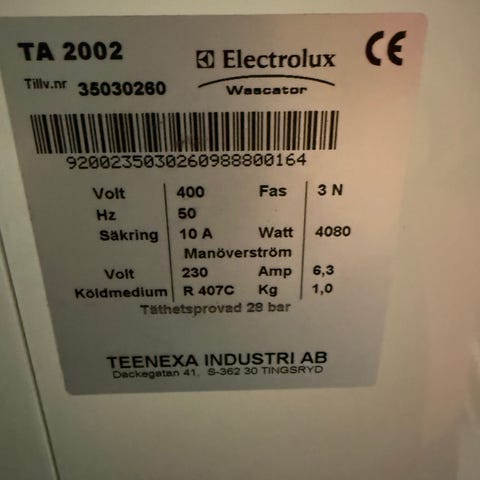 TA 2002
Electrolux
CE
Tillv.nr 35030260
Wascator
9200235030260988800164
Volt 400 Fas 3 N
Hz 50
Säkring 10 A Watt 4080
Manöverström
Volt 230 Amp 6,3
Köldmedium R 407C Kg 1,0
Täthetsprovad 28 bar
TEENEXA INDUSTRI AB
Dackegatan 41, S-362 30 TINGSRYD